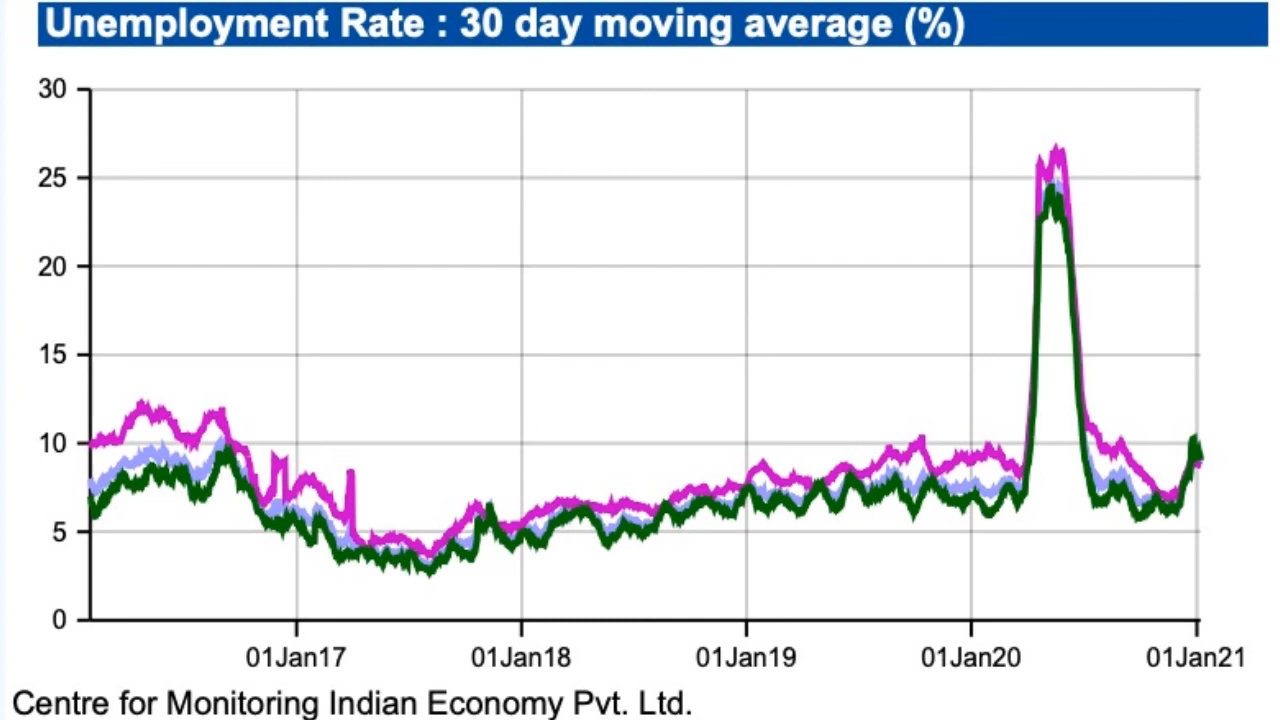 Unemployment Rate : 30 day moving average (%)
30
25
20
15
10
5
0
01Jan17 01Jan18 01Jan19 01Jan20 01Jan21
Centre for Monitoring Indian Economy Pvt. Ltd.